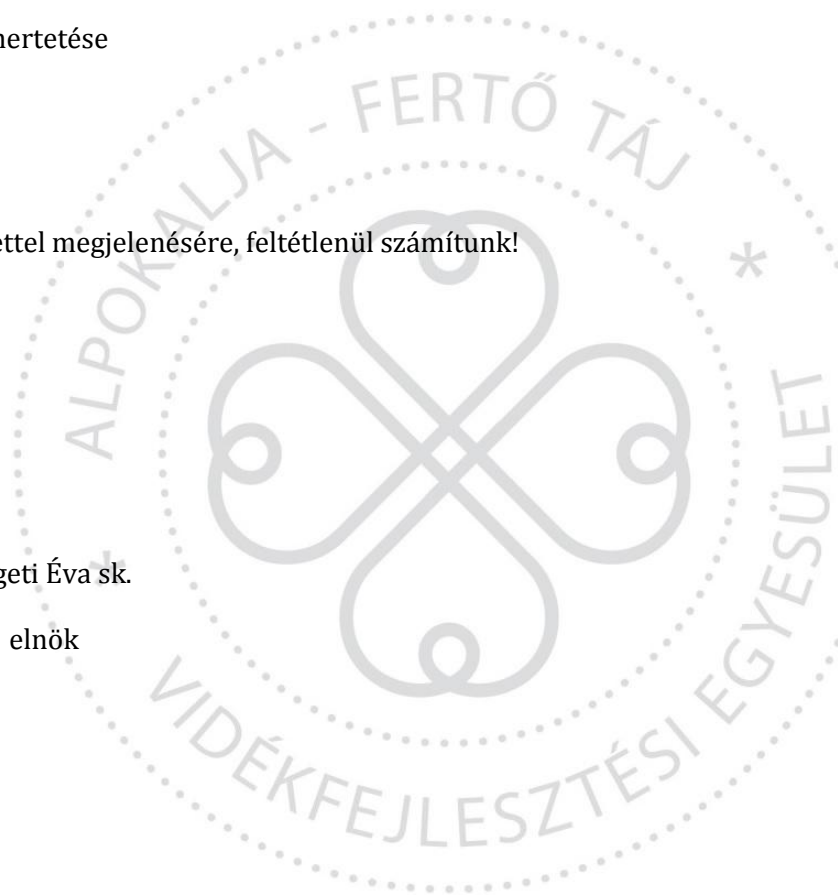 mertetése
ettel megjelenésére, feltétlenül számítunk!
geti Éva sk.
elnök
ALPOKALJA - FERTŐ TÁJ
* VIDÉKFEJLESZTÉSI EGYESÜLET *